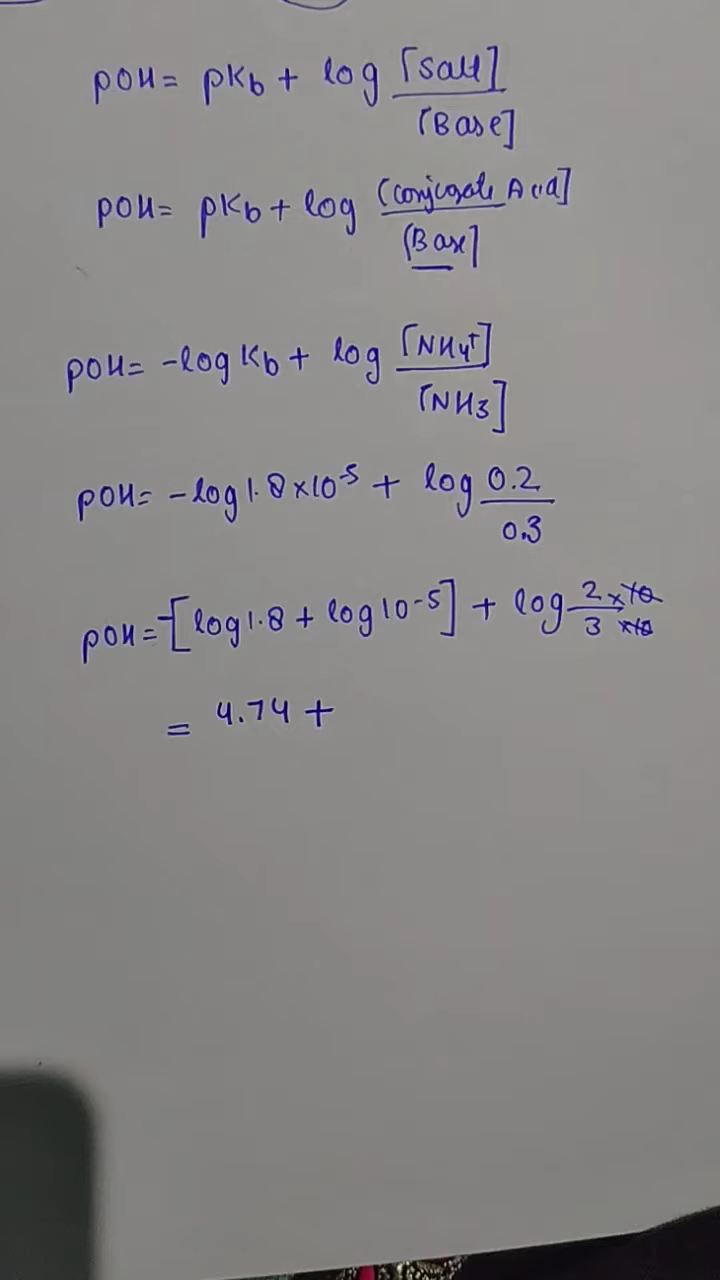 pOH = pKb + log [Salt]/[Base]
pOH = pKb + log [conjugate Acid]/[Base]
pOH = -log Kb + log [NH4+]/[NH3]
pOH = -log 1.8×10^-5 + log 0.2/0.3
pOH = -[log 1.8 + log 10^-5] + log 2×10/3×10
= 4.74 +